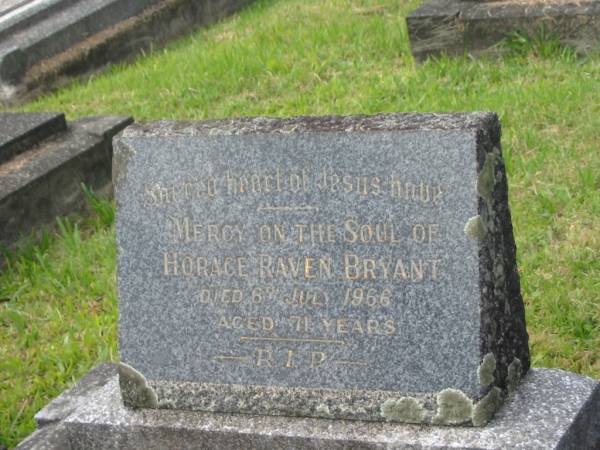 Sacred heart of Jesus have
MERCY ON THE SOUL OF
HORACE RAVEN BRYANT
DIED 6TH JULY 1966
AGED 71 YEARS
R.I.P